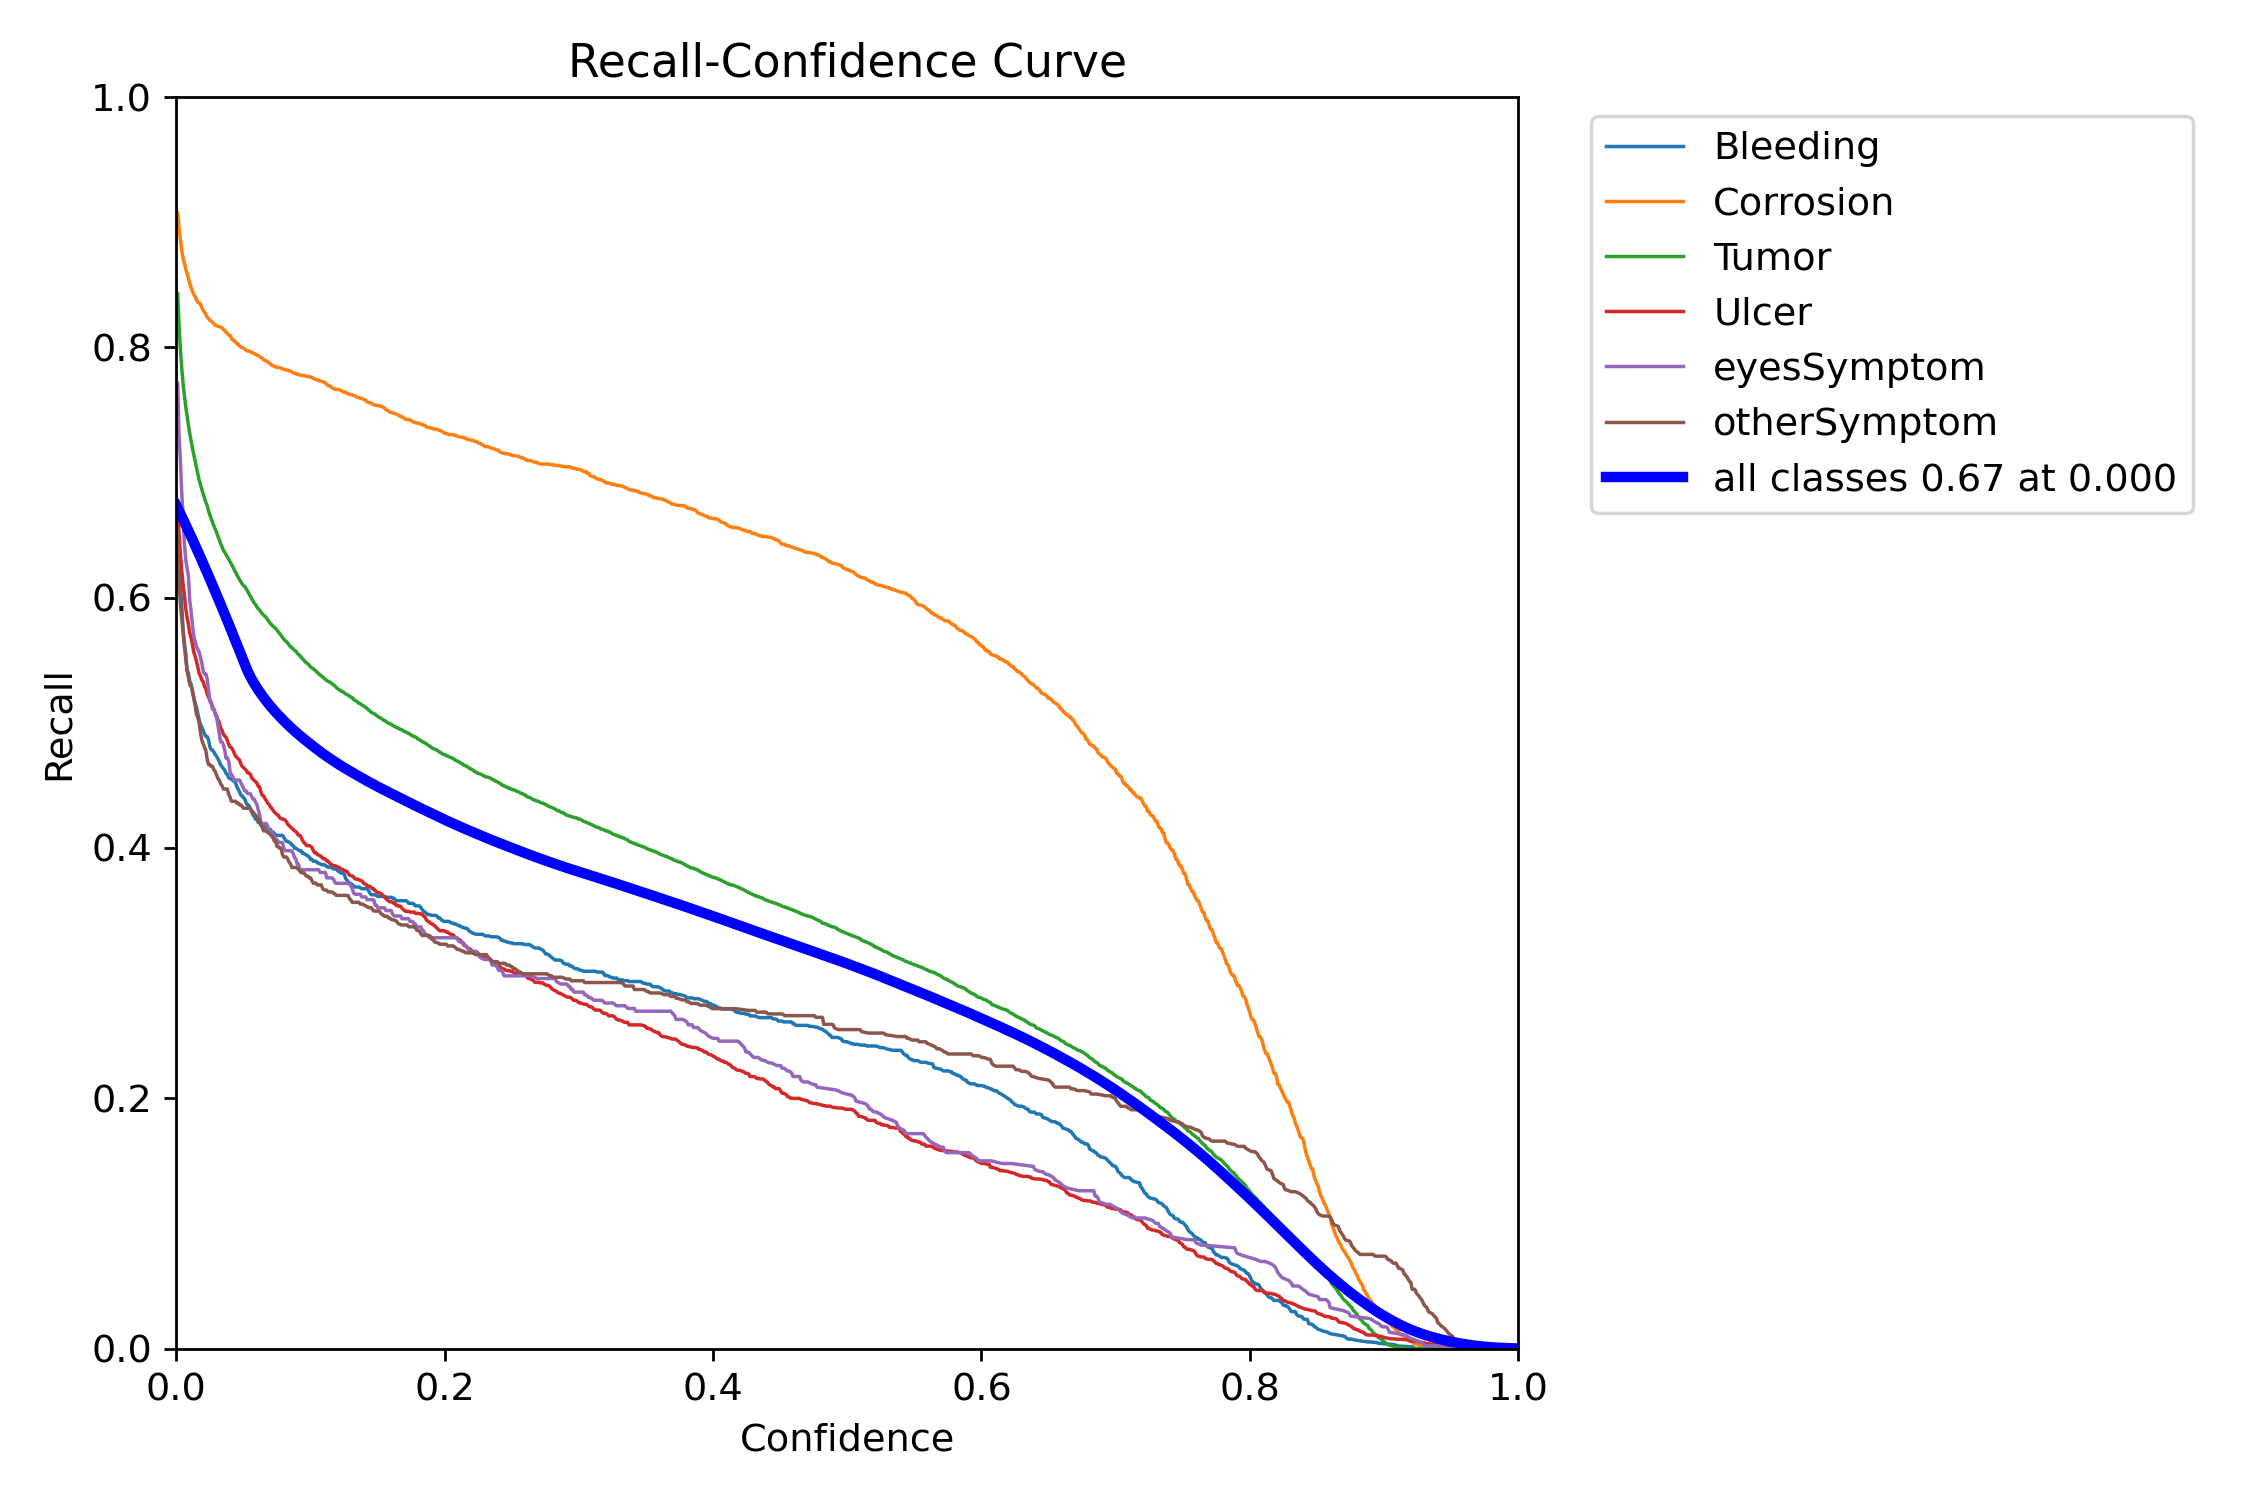 Recall-Confidence Curve
1.0
0.8
0.6
0.4
0.2
0.0
Recall
0.0 0.2 0.4 0.6 0.8 1.0
Confidence
Bleeding
Corrosion
Tumor
Ulcer
eyesSymptom
otherSymptom
all classes 0.67 at 0.000